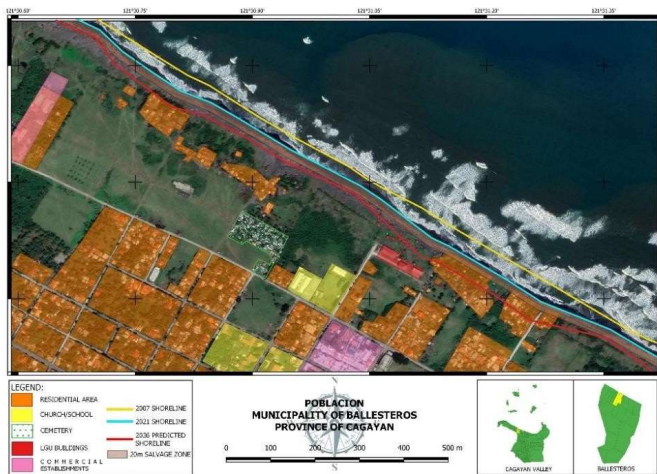 121°30.60' 121°30.75' 121°30.90' 121°31.05' 121°31.20' 121°31.35'
LEGEND:
RESIDENTIAL AREA
CHURCH/SCHOOL
CEMETERY
LGU BUILDINGS
COMMERCIAL
ESTABLISHMENTS
2007 SHORELINE
2021 SHORELINE
2036 PREDICTED
SHORELINE
20m SALVAGE ZONE
N
POBLACION
MUNICIPALITY OF BALLESTEROS
PROVINCE OF CAGAYAN
0 100 200 300 400 500 m
CAGAYAN VALLEY
BALLESTEROS